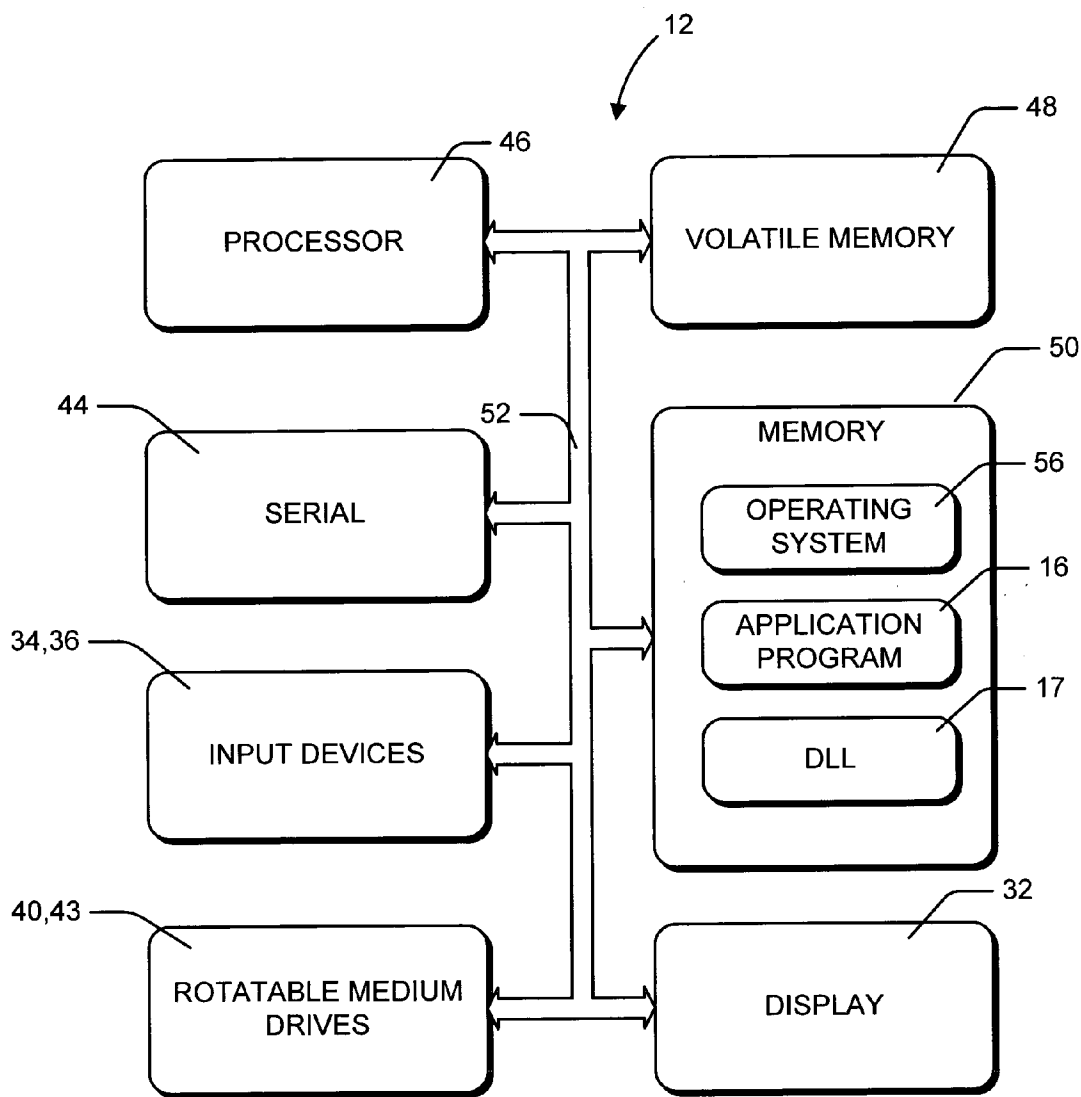 12
46
PROCESSOR
48
VOLATILE MEMORY
44
SERIAL
52
50
MEMORY
56
OPERATING
SYSTEM
16
APPLICATION
PROGRAM
17
DLL
34,36
INPUT DEVICES
40,43
ROTATABLE MEDIUM
DRIVES
32
DISPLAY